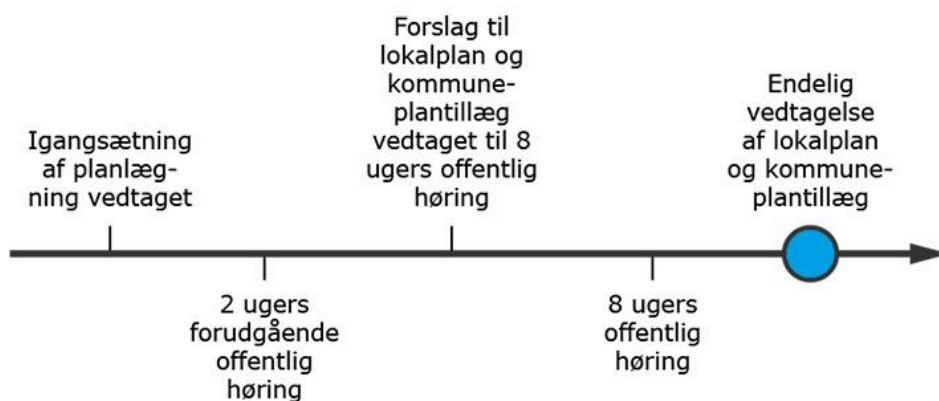 Igangsætning
af planlæg-
ning vedtaget
2 ugers
forudgående
offentlig
høring
Forslag til
lokalplan og
kommune-
plantillæg
vedtaget til 8
ugers offentlig
høring
8 ugers
offentlig
høring
Endelig
vedtagelse
af lokalplan
og kommune-
plantillæg